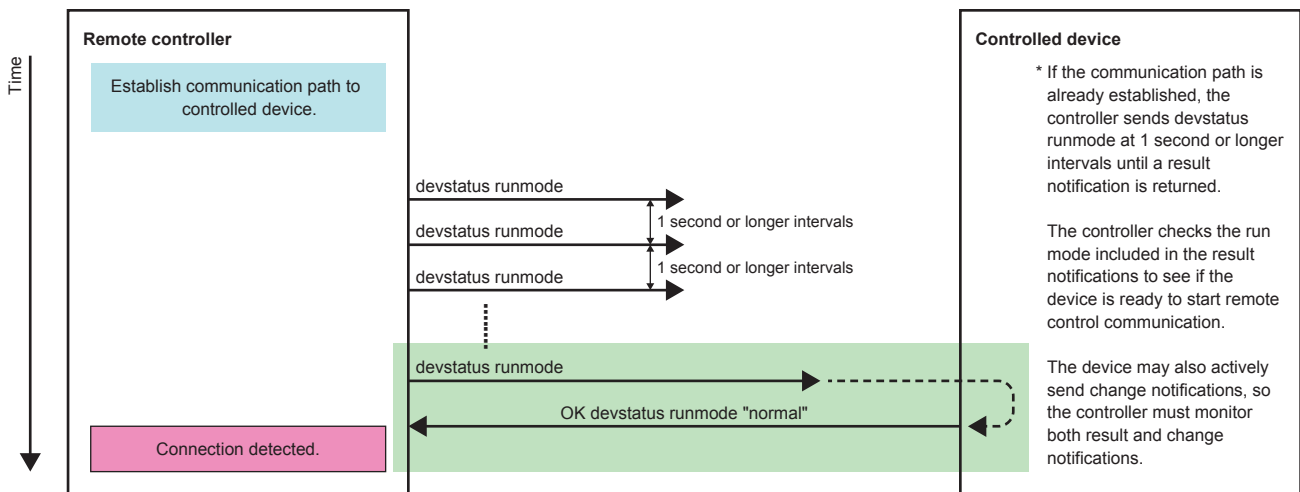 Time
Remote controller
Establish communication path to
controlled device.
devstatus runmode
1 second or longer intervals
devstatus runmode
1 second or longer intervals
devstatus runmode
devstatus runmode
OK devstatus runmode "normal"
Connection detected.
Controlled device
* If the communication path is
already established, the
controller sends devstatus
runmode at 1 second or longer
intervals until a result
notification is returned.
The controller checks the run
mode included in the result
notifications to see if the
device is ready to start remote
control communication.
The device may also actively
send change notifications, so
the controller must monitor
both result and change
notifications.